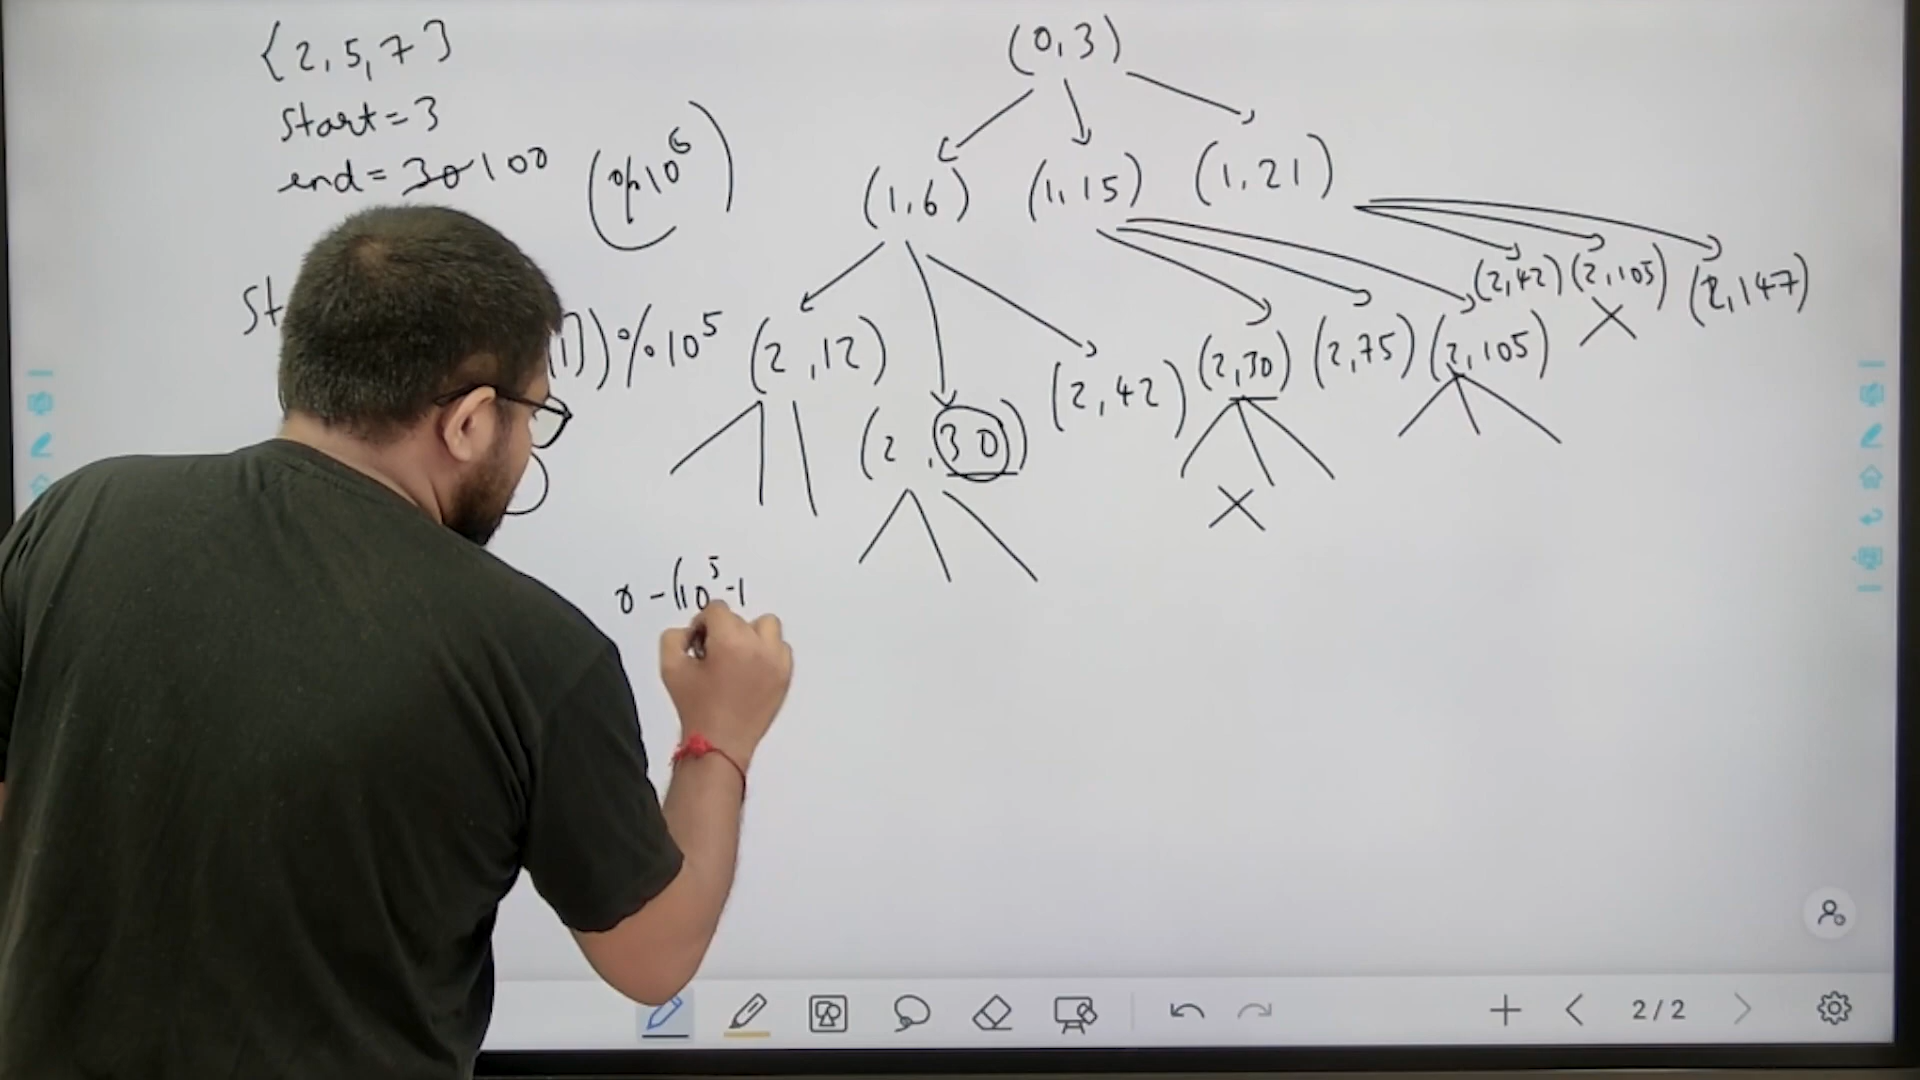 {2, 5, 7}
start = 3
end = 30 100
10^6
St
i]) % 10^5
0 - (10^5 - 1
(0, 3)
(1, 6) (1, 15) (1, 21)
(2, 42) (2, 105) (2, 147)
(2, 12) (2, 30) (2, 42) (2, 30) (2, 75) (2, 105)
2/2